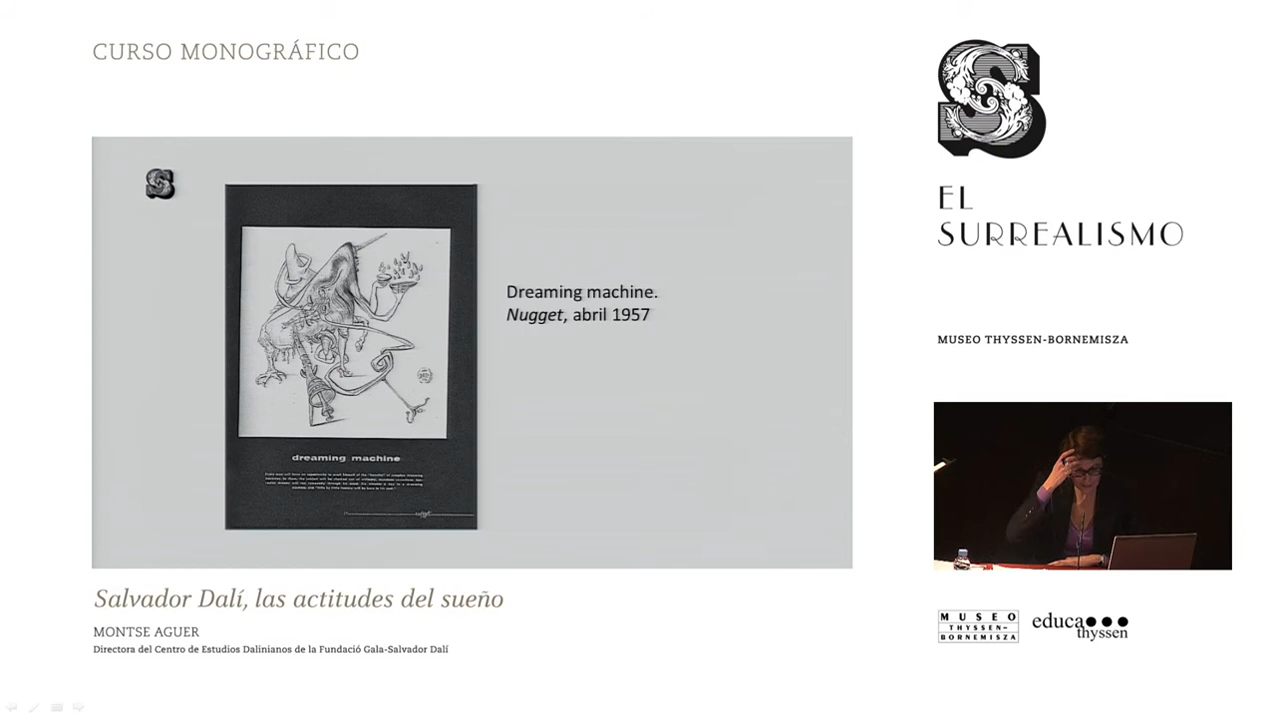 CURSO MONOGRÁFICO
S
EL
SURREALISMO
MUSEO THYSSEN-BORNEMISZA
S
Dreaming machine.
Nugget, abril 1957
dreaming machine
Salvador Dalí, las actitudes del sueño
MONTSE AGUER
Directora del Centro de Estudios Dalinianos de la Fundació Gala-Salvador Dalí
MUSEO
THYSSEN-
BORNEMISZA
educa
thyssen